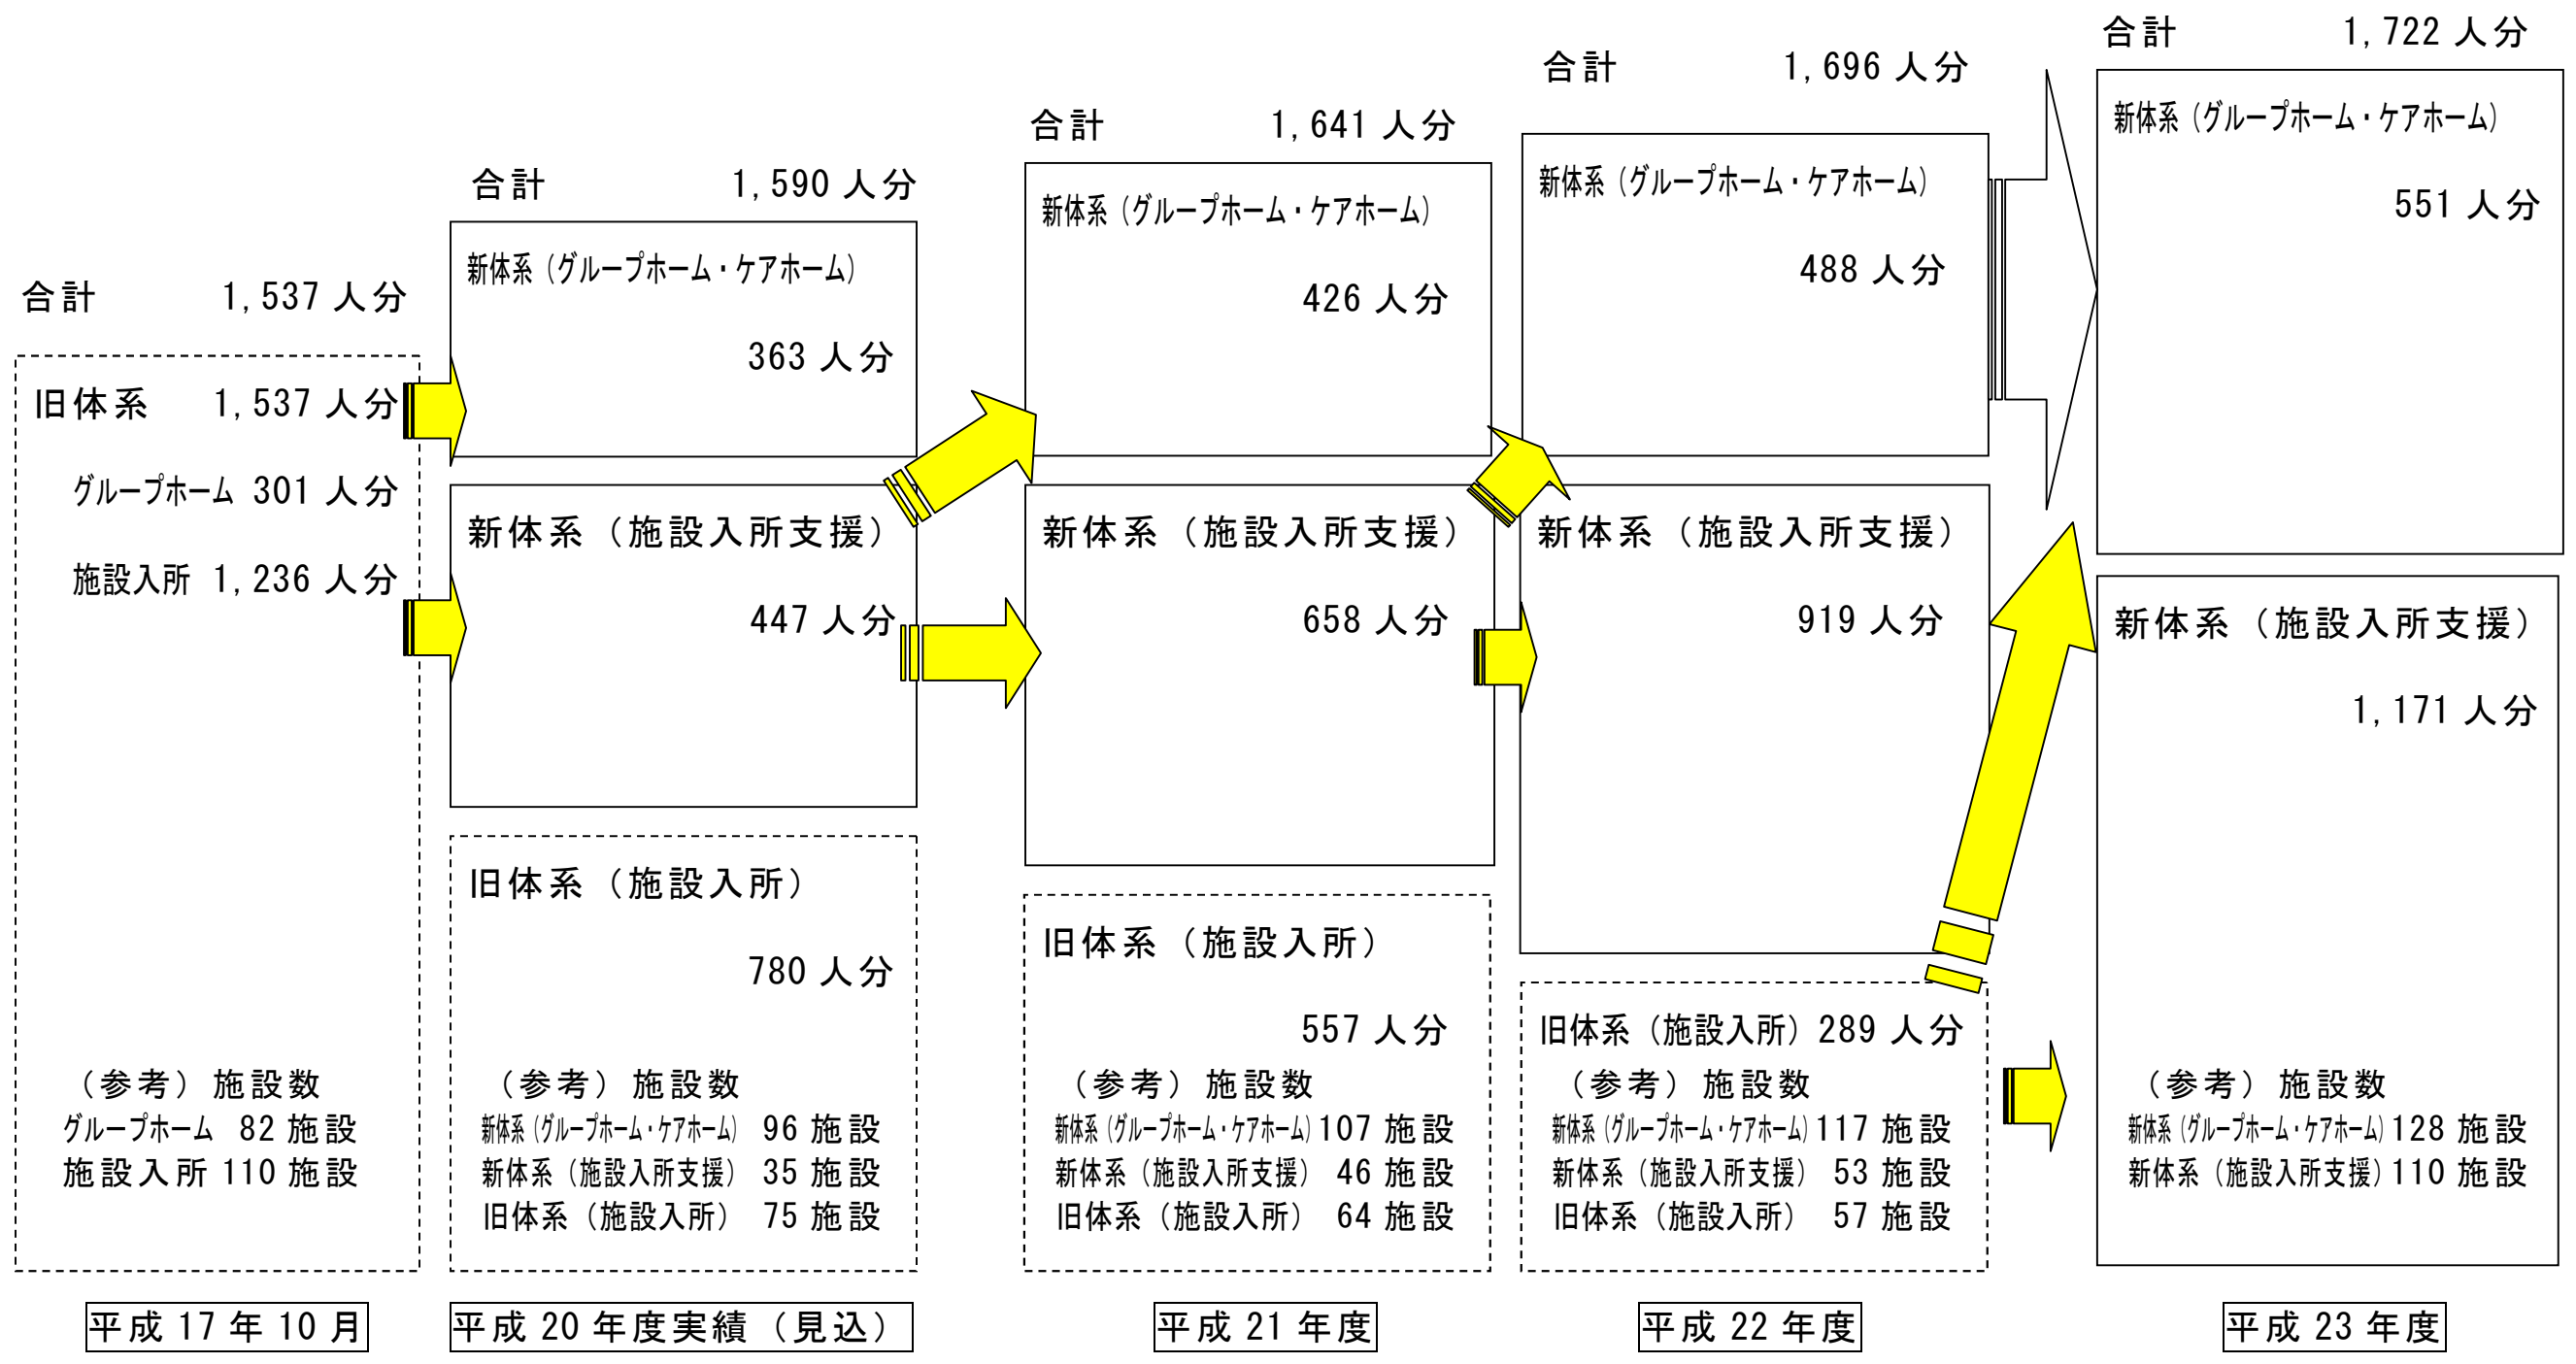 合計 1,537 人分
旧体系 1,537 人分
グループホーム 301 人分
施設入所 1,236 人分
（参考）施設数
グループホーム 82 施設
施設入所 110 施設
平成 17 年 10 月
合計 1,590 人分
新体系（グループホーム・ケアホーム）
363 人分
新体系（施設入所支援）
447 人分
旧体系（施設入所）
780 人分
（参考）施設数
新体系（グループホーム・ケアホーム） 96 施設
新体系（施設入所支援） 35 施設
旧体系（施設入所） 75 施設
平成 20 年度実績（見込）
合計 1,641 人分
新体系（グループホーム・ケアホーム）
426 人分
新体系（施設入所支援）
658 人分
旧体系（施設入所）
557 人分
（参考）施設数
新体系（グループホーム・ケアホーム）107 施設
新体系（施設入所支援） 46 施設
旧体系（施設入所） 64 施設
平成 21 年度
合計 1,696 人分
新体系（グループホーム・ケアホーム）
488 人分
新体系（施設入所支援）
919 人分
旧体系（施設入所）289 人分
（参考）施設数
新体系（グループホーム・ケアホーム）117 施設
新体系（施設入所支援） 53 施設
旧体系（施設入所） 57 施設
平成 22 年度
合計 1,722 人分
新体系（グループホーム・ケアホーム）
551 人分
新体系（施設入所支援）
1,171 人分
（参考）施設数
新体系（グループホーム・ケアホーム）128 施設
新体系（施設入所支援）110 施設
平成 23 年度